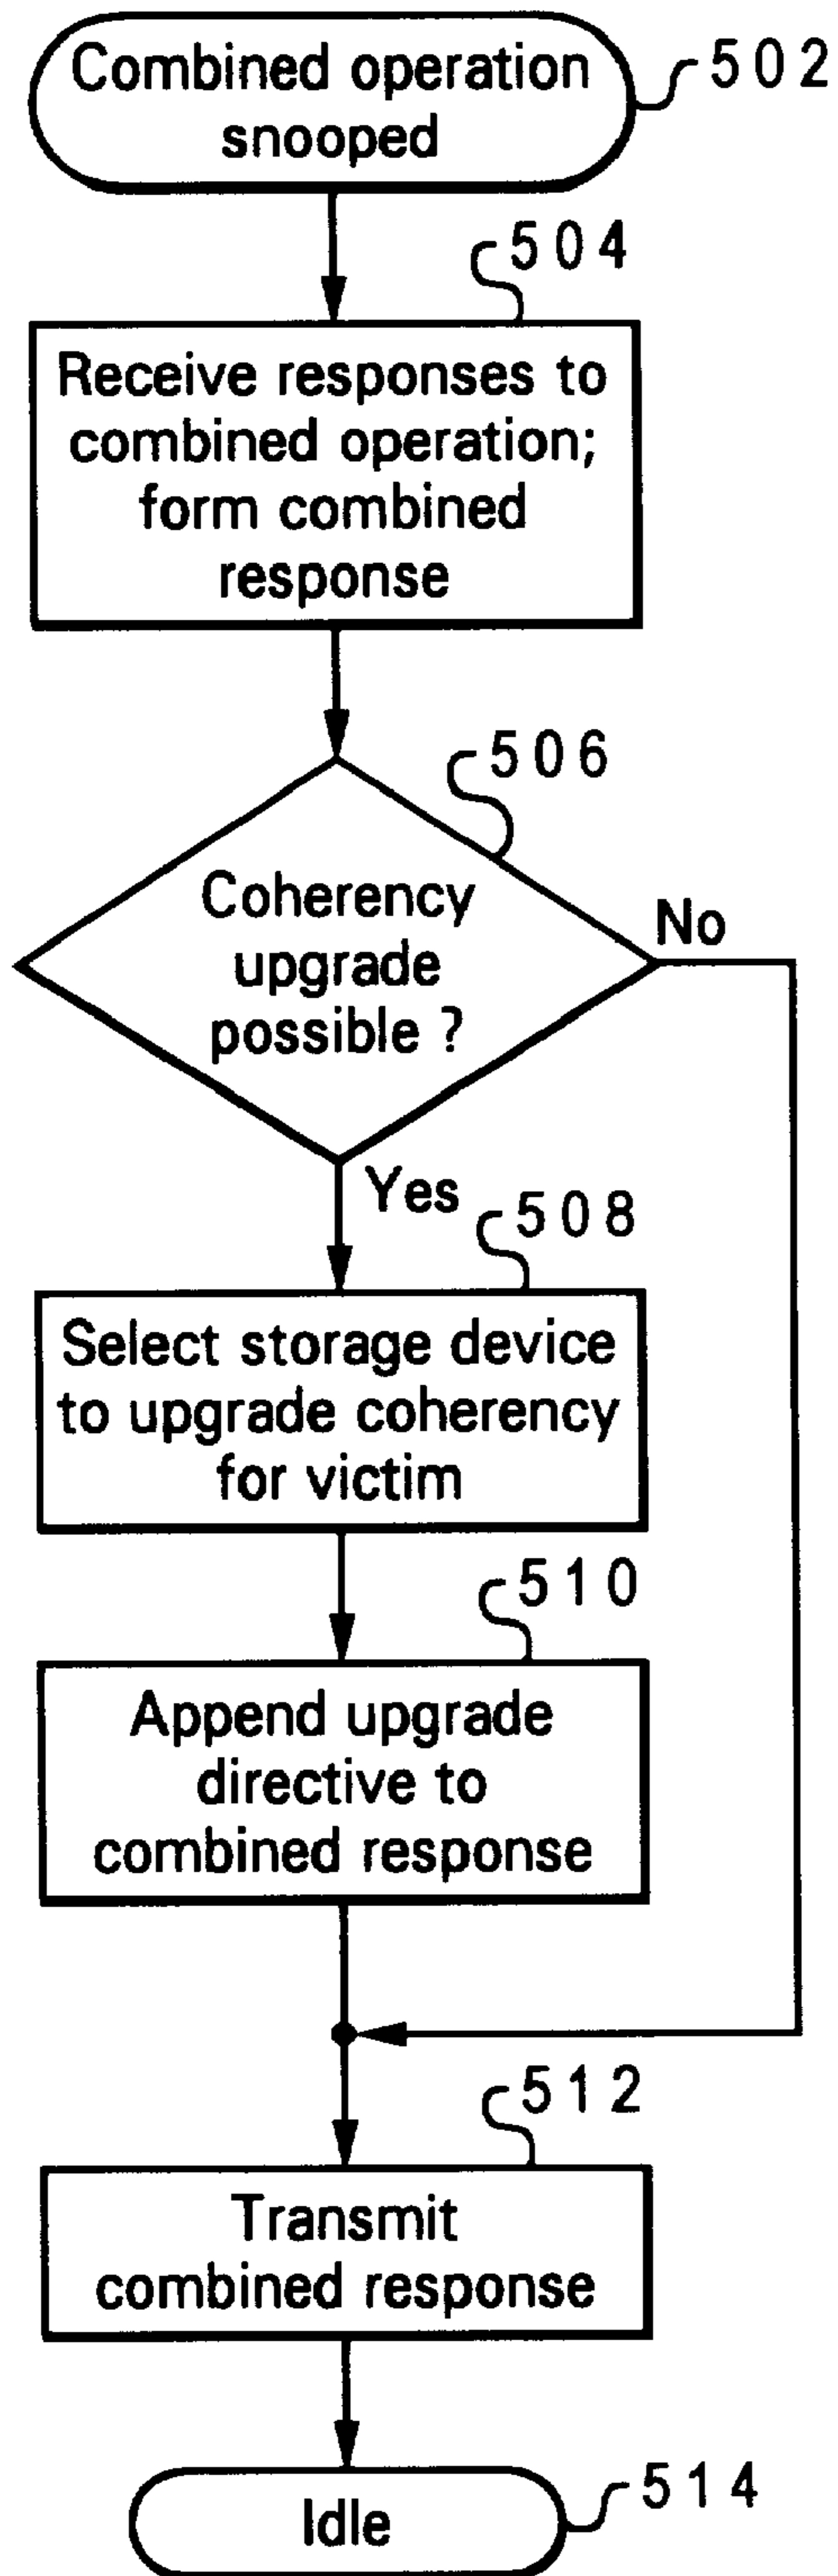 Combined operation
snooped
502
504
Receive responses to
combined operation;
form combined
response
506
Coherency
upgrade
possible ?
No
Yes
508
Select storage device
to upgrade coherency
for victim
510
Append upgrade
directive to
combined response
512
Transmit
combined response
Idle
514